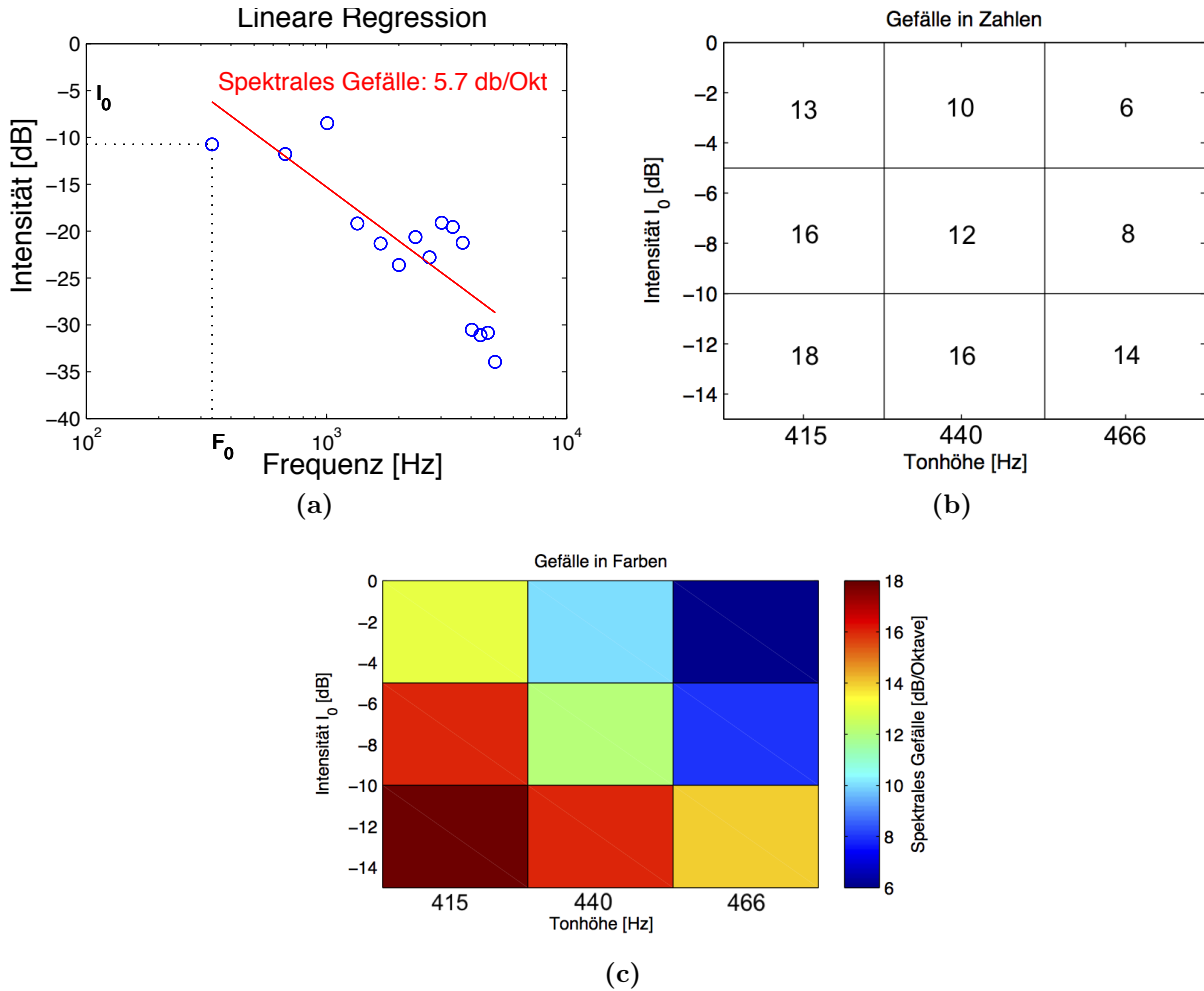 Lineare Regression
0
−5
−10
−15
−20
−25
−30
−35
−40
Intensität [dB]
I0
Spektrales Gefälle: 5.7 db/Okt
10^2
F0
10^3
10^4
Frequenz [Hz]
(a)
Gefälle in Zahlen
0
−2
−4
−6
−8
−10
−12
−14
Intensität I0 [dB]
13 10 6
16 12 8
18 16 14
415 440 466
Tonhöhe [Hz]
(b)
Gefälle in Farben
0
−2
−4
−6
−8
−10
−12
−14
Intensität I0 [dB]
415 440 466
Tonhöhe [Hz]
18
16
14
12
10
8
6
Spektrales Gefälle [dB/Oktave]
(c)